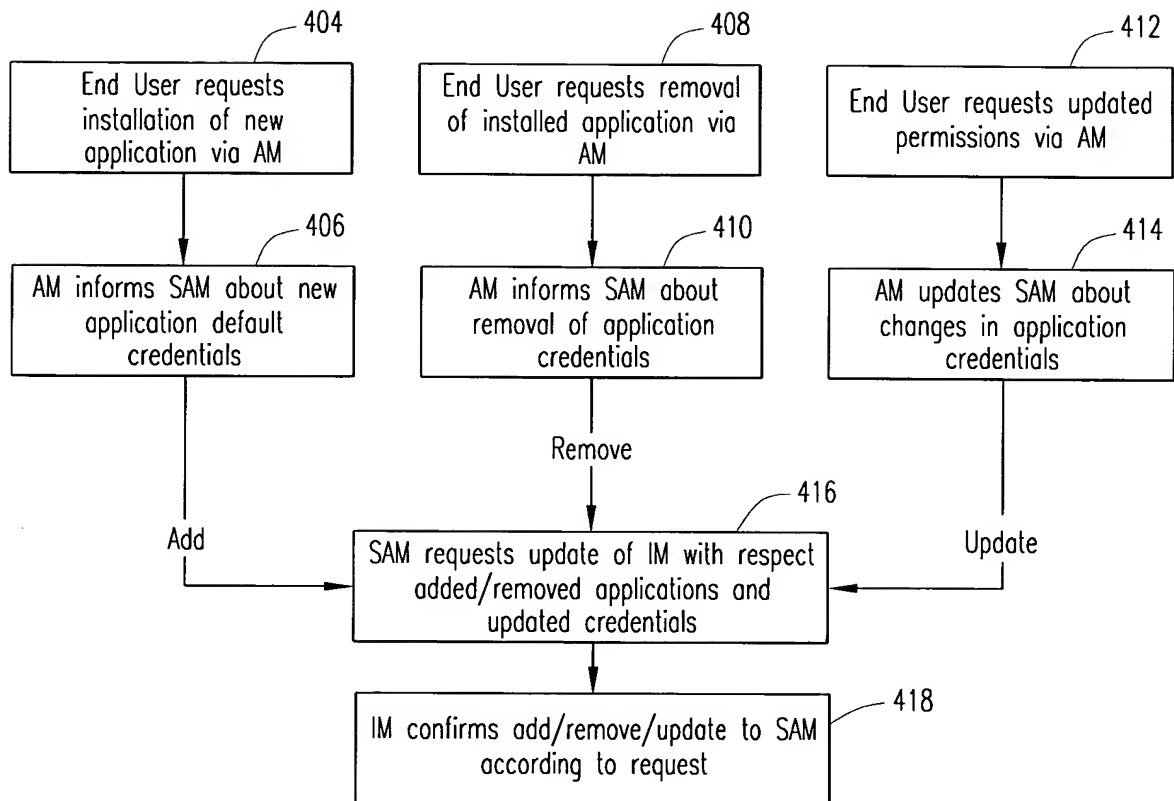 404
End User requests
installation of new
application via AM
408
End User requests removal
of installed application via
AM
412
End User requests updated
permissions via AM
406
AM informs SAM about new
application default
credentials
410
AM informs SAM about
removal of application
credentials
414
AM updates SAM about
changes in application
credentials
Add
Remove
Update
416
SAM requests update of IM with respect
added/removed applications and
updated credentials
418
IM confirms add/remove/update to SAM
according to request